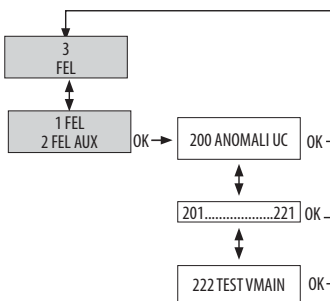 3
FEL
1 FEL
2 FEL AUX
OK
200 ANOMALI UC
OK
201...................221
OK
222 TEST VMAIN
OK